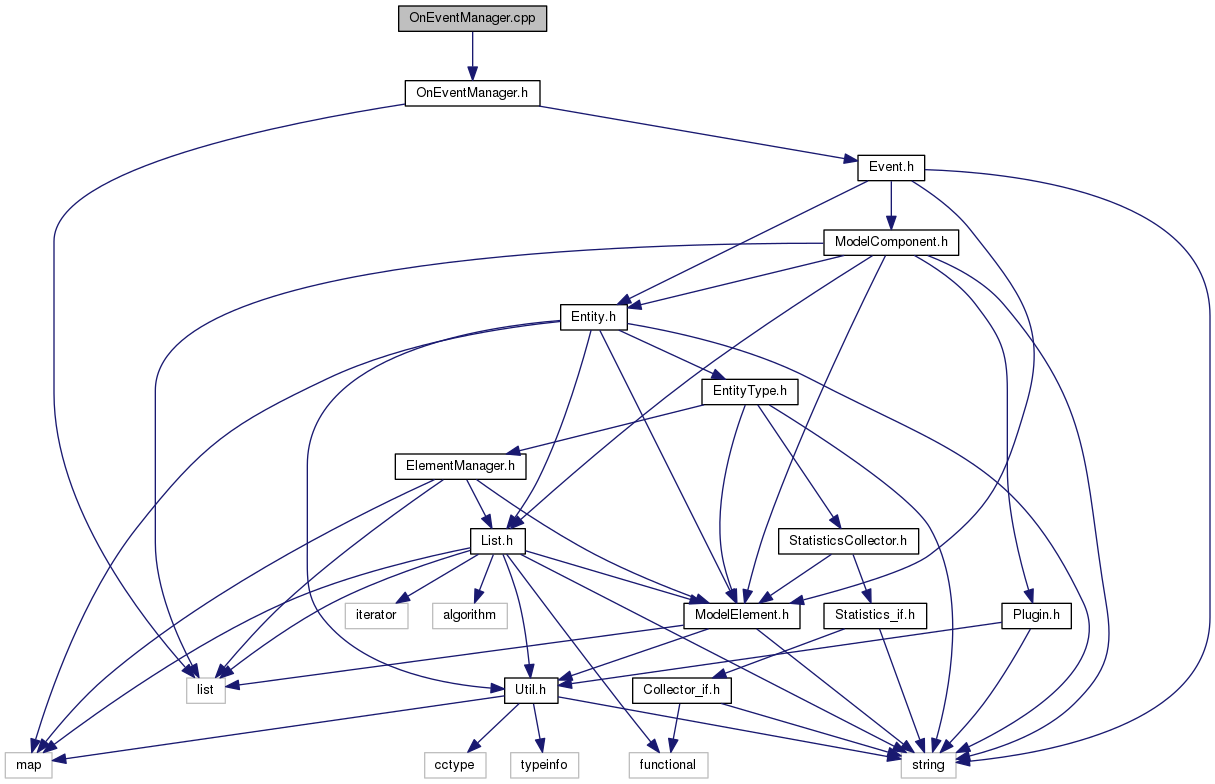 OnEventManager.cpp
OnEventManager.h
Event.h
ModelComponent.h
Entity.h
EntityType.h
ElementManager.h
List.h
StatisticsCollector.h
iterator
algorithm
ModelElement.h
Statistics_if.h
Plugin.h
list
Util.h
Collector_if.h
map
cctype
typeinfo
functional
string